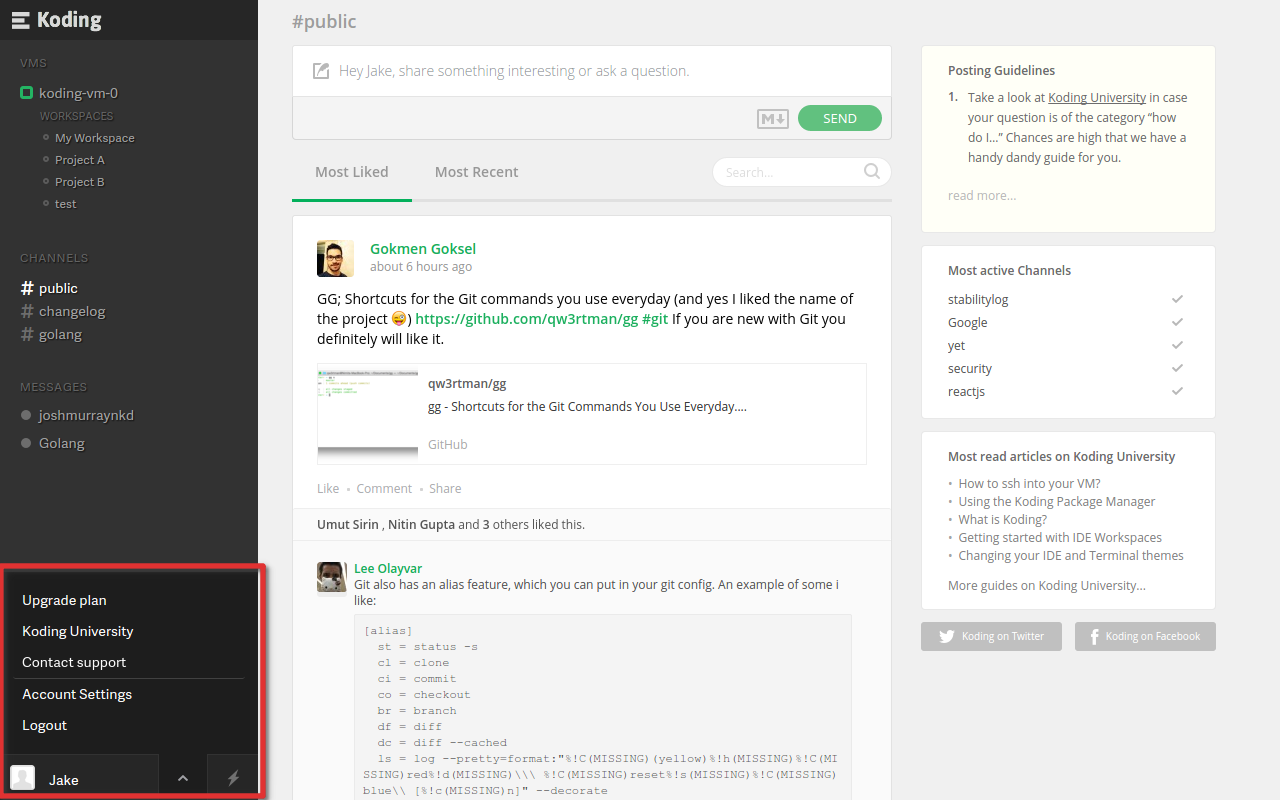 Koding
VMS
koding-vm-0
WORKSPACES
My Workspace
Project A
Project B
test
CHANNELS
# public
# changelog
# golang
MESSAGES
joshmurraynkd
Golang
Upgrade plan
Koding University
Contact support
Account Settings
Logout
Jake
#public
Hey Jake, share something interesting or ask a question.
M
SEND
Most Liked
Most Recent
Search...
Gokmen Goksel
about 6 hours ago
GG; Shortcuts for the Git commands you use everyday (and yes I liked the name of
the project 😜) https://github.com/qw3rtman/gg #git If you are new with Git you
definitely will like it.
qw3rtman/gg
gg - Shortcuts for the Git Commands You Use Everyday....
GitHub
Like • Comment • Share
Umut Sirin , Nitin Gupta and 3 others liked this.
Lee Olayvar
Git also has an alias feature, which you can put in your git config. An example of some i
like:
[alias]
st = status -s
cl = clone
ci = commit
co = checkout
br = branch
df = diff
dc = diff --cached
ls = log --pretty=format:"%!C(MISSING)(yellow)%!h(MISSING)%!C(MI
SSING)red%!d(MISSING)\\\ %!C(MISSING)reset%!s(MISSING)%!C(MISSING)
blue\\ [%!c(MISSING)n]" --decorate
Posting Guidelines
1. Take a look at Koding University in case
your question is of the category “how
do I...” Chances are high that we have a
handy dandy guide for you.
read more...
Most active Channels
stabilitylog
Google
yet
security
reactjs
Most read articles on Koding University
• How to ssh into your VM?
• Using the Koding Package Manager
• What is Koding?
• Getting started with IDE Workspaces
• Changing your IDE and Terminal themes
More guides on Koding University...
Koding on Twitter
Koding on Facebook